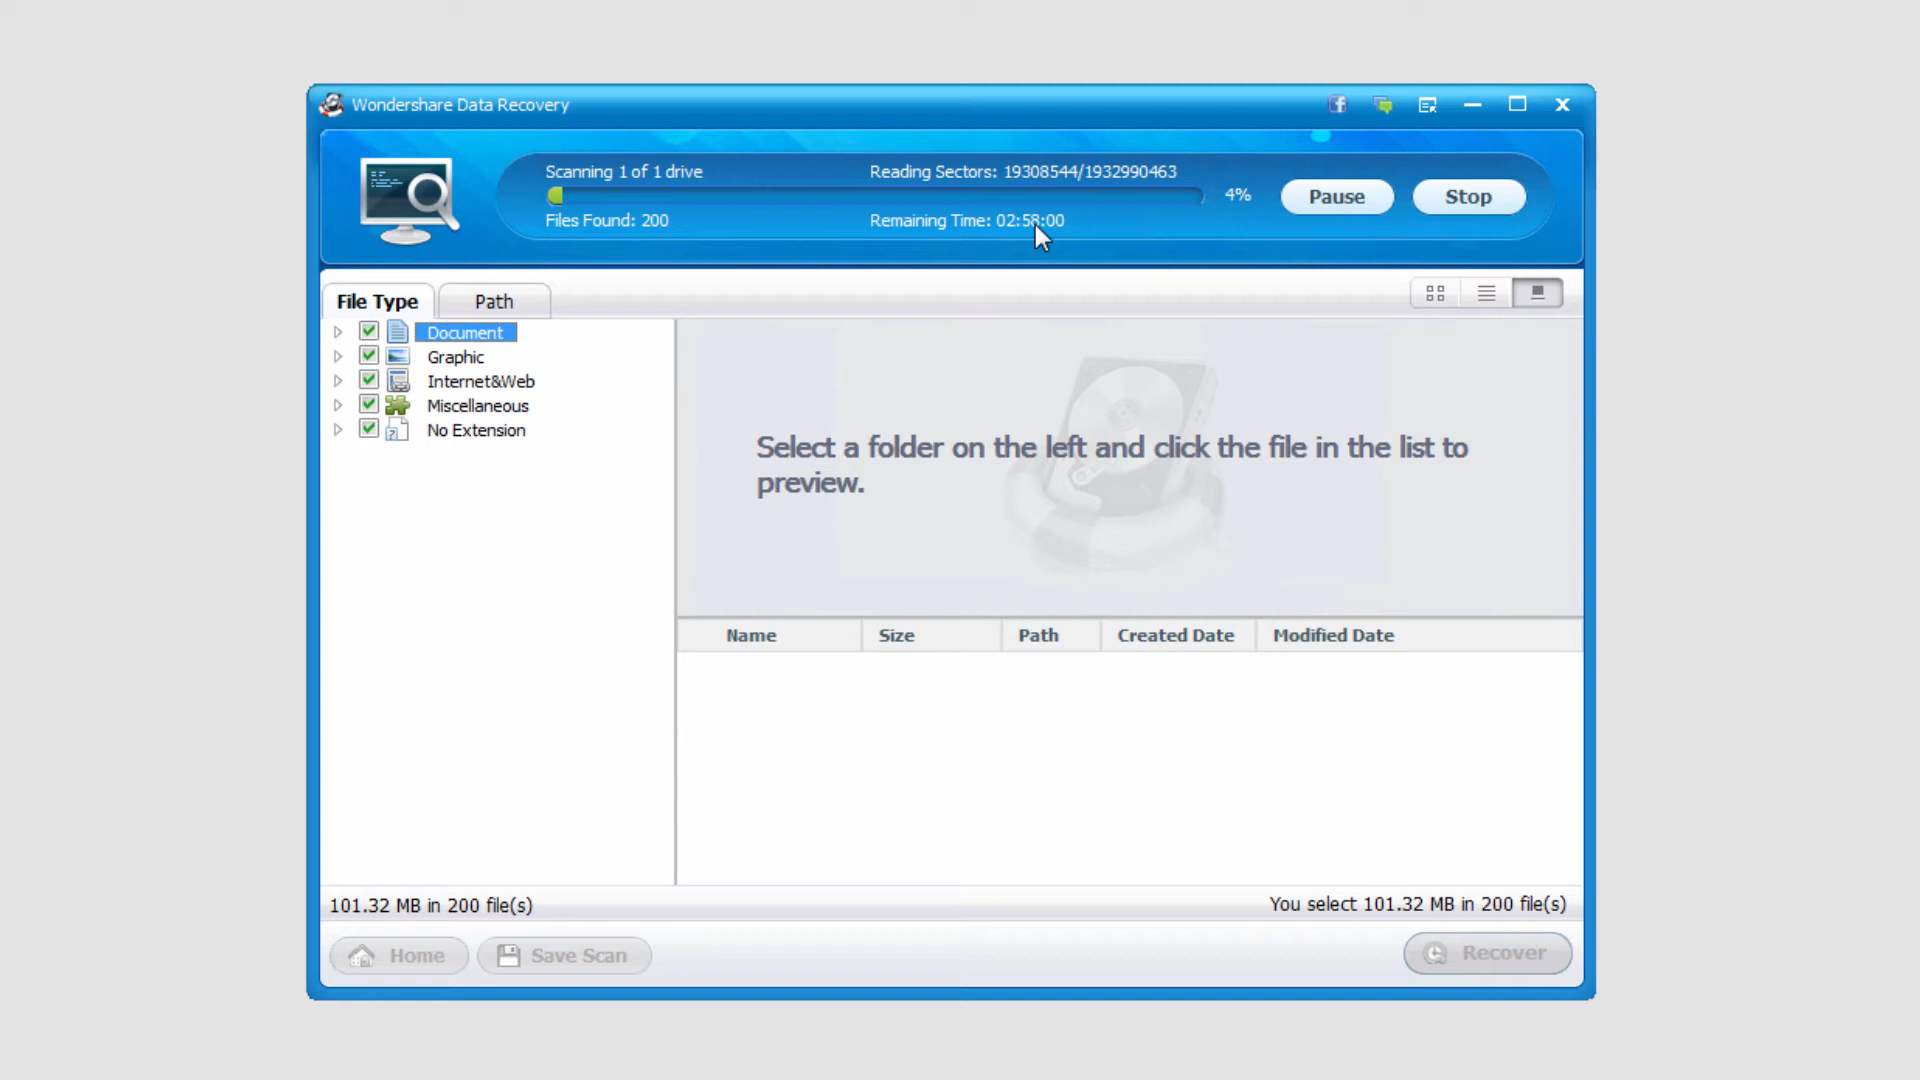 Wondershare Data Recovery
Scanning 1 of 1 drive
Reading Sectors: 19308544/1932990463
4%
Pause
Stop
Files Found: 200
Remaining Time: 02:58:00
File Type
Path
Document
Graphic
Internet&Web
Miscellaneous
No Extension
Select a folder on the left and click the file in the list to
preview.
Name
Size
Path
Created Date
Modified Date
101.32 MB in 200 file(s)
You select 101.32 MB in 200 file(s)
Home
Save Scan
Recover